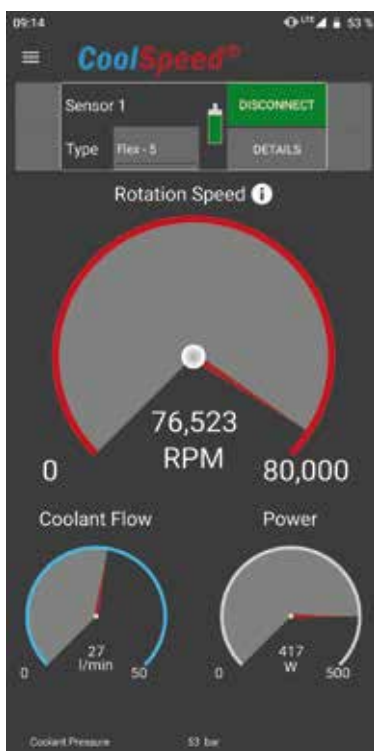 09:14 LTE 53 %
CoolSpeed®
Sensor 1 DISCONNECT
Type Flex - 5 DETAILS
Rotation Speed i
76,523
RPM
0 80,000
Coolant Flow Power
27 417
l/min W
0 50 0 500
Coolant Pressure 53 bar